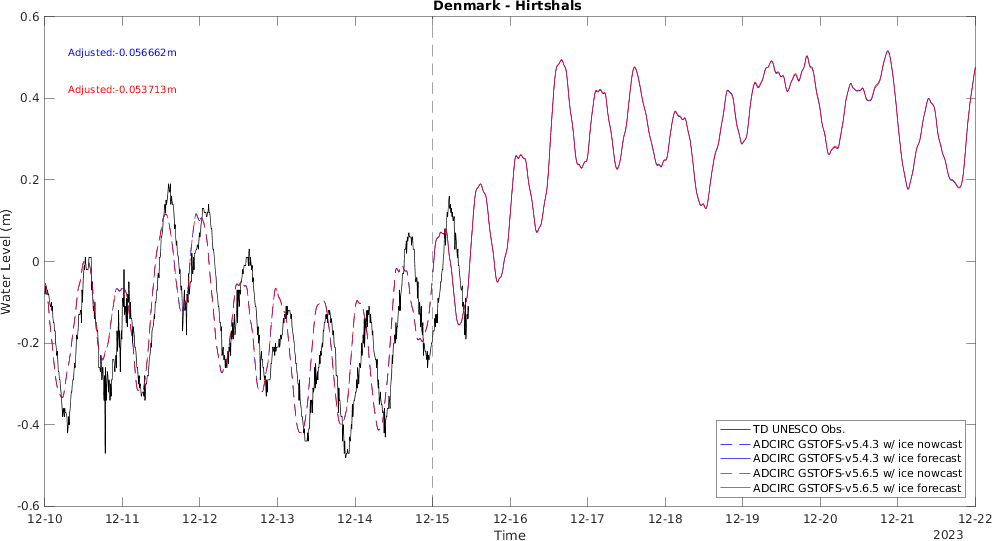 Denmark - Hirtshals
Adjusted:-0.056662m
Adjusted:-0.053713m
Water Level (m)
0.6
0.4
0.2
0
-0.2
-0.4
-0.6
TD UNESCO Obs.
ADCIRC GSTOFS-v5.4.3 w/ ice nowcast
ADCIRC GSTOFS-v5.4.3 w/ ice forecast
ADCIRC GSTOFS-v5.6.5 w/ ice nowcast
ADCIRC GSTOFS-v5.6.5 w/ ice forecast
12-10 12-11 12-12 12-13 12-14 12-15 12-16 12-17 12-18 12-19 12-20 12-21 12-22
Time
2023